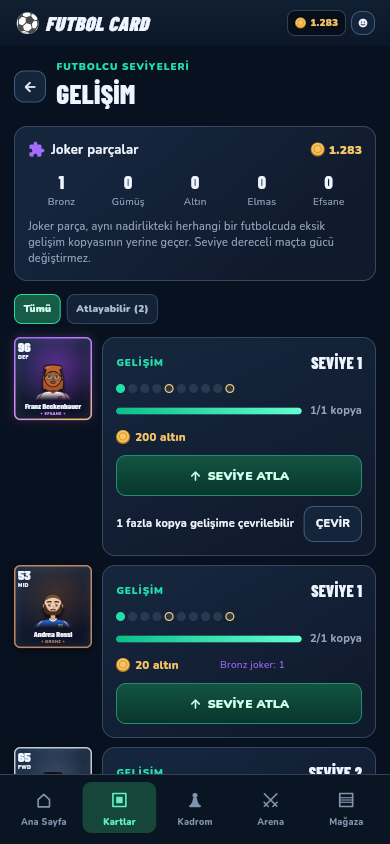 FUTBOL CARD
1.283
FUTBOLCU SEVİYELERİ
GELİŞİM
Joker parçalar
1.283
1 0 0 0 0
Bronz Gümüş Altın Elmas Efsane
Joker parça, aynı nadirlikteki herhangi bir futbolcuda eksik
gelişim kopyasının yerine geçer. Seviye dereceli maçta gücü
değiştirmez.
Tümü
Atlayabilir (2)
96
DEF
Franz Beckenbauer
• EFSANE •
GELİŞİM
SEVİYE 1
1/1 kopya
200 altın
↑ SEVİYE ATLA
1 fazla kopya gelişime çevrilebilir
ÇEVİR
53
MID
Andrea Rossi
• BRONZ •
GELİŞİM
SEVİYE 1
2/1 kopya
20 altın
Bronz joker: 1
↑ SEVİYE ATLA
65
FWD
GELİŞİM
SEVİYE 2
Ana Sayfa
Kartlar
Kadrom
Arena
Mağaza